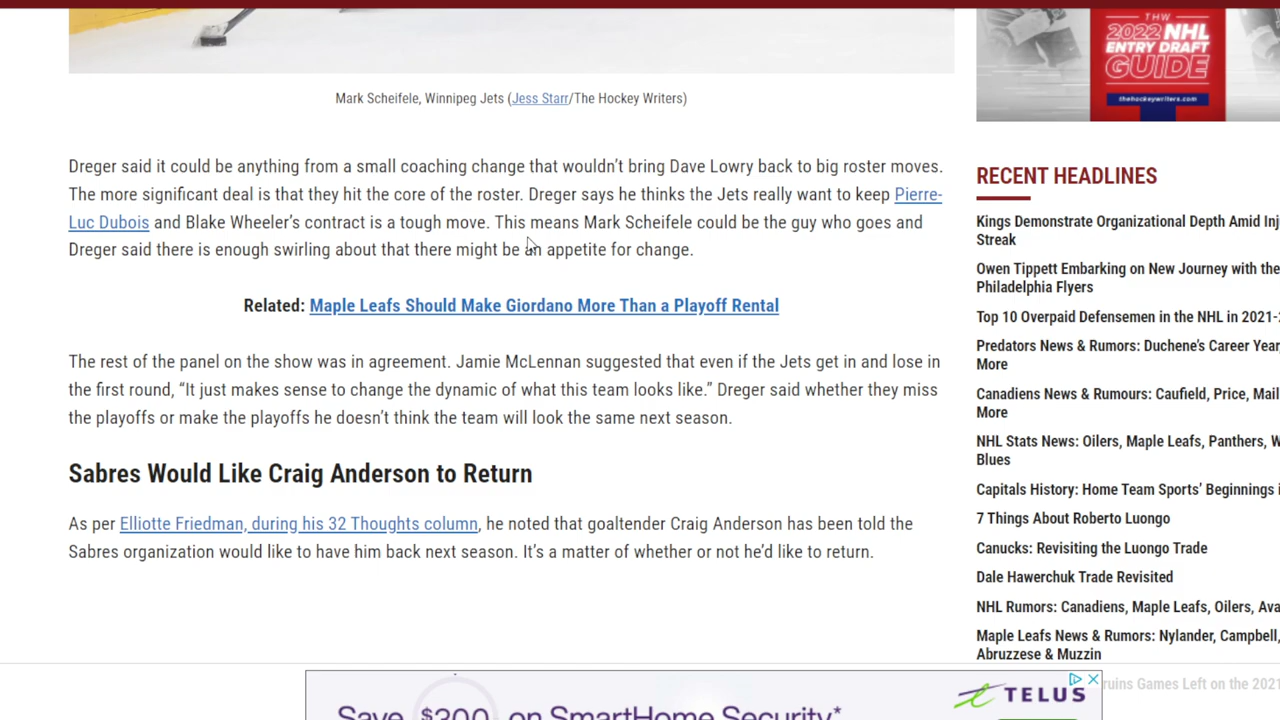 Mark Scheifele, Winnipeg Jets (Jess Starr/The Hockey Writers)
Dreger said it could be anything from a small coaching change that wouldn't bring Dave Lowry back to big roster moves.
The more significant deal is that they hit the core of the roster. Dreger says he thinks the Jets really want to keep Pierre-
Luc Dubois and Blake Wheeler's contract is a tough move. This means Mark Scheifele could be the guy who goes and
Dreger said there is enough swirling about that there might be an appetite for change.
Related: Maple Leafs Should Make Giordano More Than a Playoff Rental
The rest of the panel on the show was in agreement. Jamie McLennan suggested that even if the Jets get in and lose in
the first round, “It just makes sense to change the dynamic of what this team looks like.” Dreger said whether they miss
the playoffs or make the playoffs he doesn't think the team will look the same next season.
Sabres Would Like Craig Anderson to Return
As per Elliotte Friedman, during his 32 Thoughts column, he noted that goaltender Craig Anderson has been told the
Sabres organization would like to have him back next season. It's a matter of whether or not he'd like to return.
THW
2022 NHL
ENTRY DRAFT
GUIDE
thehockeywriters.com
RECENT HEADLINES
Kings Demonstrate Organizational Depth Amid
Streak
Owen Tippett Embarking on New Journey with the
Philadelphia Flyers
Top 10 Overpaid Defensemen in the NHL in
Predators News & Rumors: Duchene's Career Year,
More
Canadiens News & Rumours: Caufield, Price,
More
NHL Stats News: Oilers, Maple Leafs, Panthers,
Blues
Capitals History: Home Team Sports' Beginnings
7 Things About Roberto Luongo
Canucks: Revisiting the Luongo Trade
Dale Hawerchuk Trade Revisited
NHL Rumors: Canadiens, Maple Leafs, Oilers,
Maple Leafs News & Rumors: Nylander, Campbell,
Abruzzese & Muzzin
Games Left on the
Save $300 on SmartHome Security*
TELUS